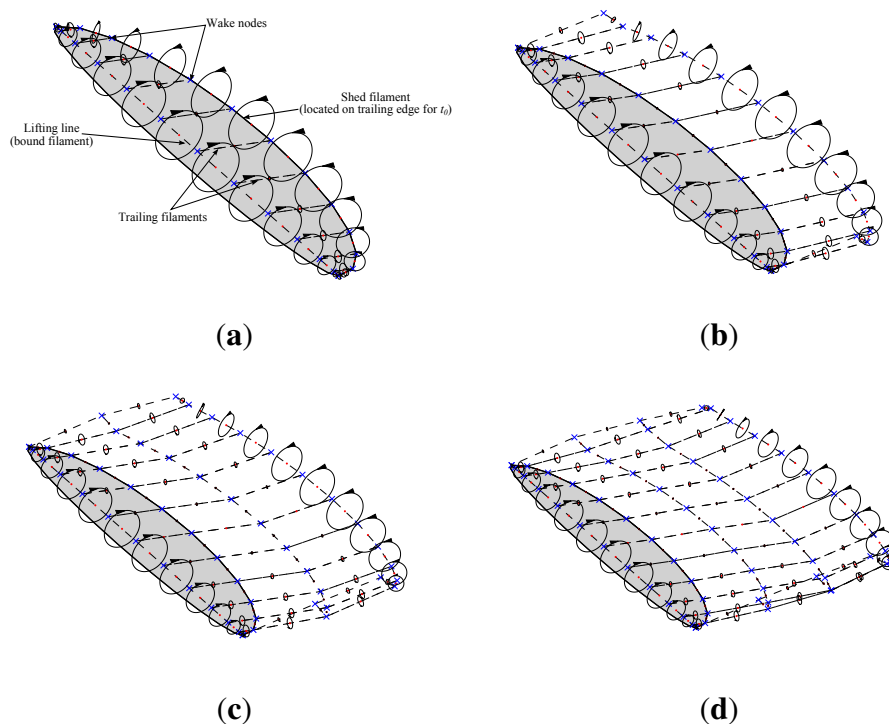 Wake nodes
Shed filament
(located on trailing edge for t0)
Lifting line
(bound filament)
Trailing filaments
(a)
(b)
(c)
(d)